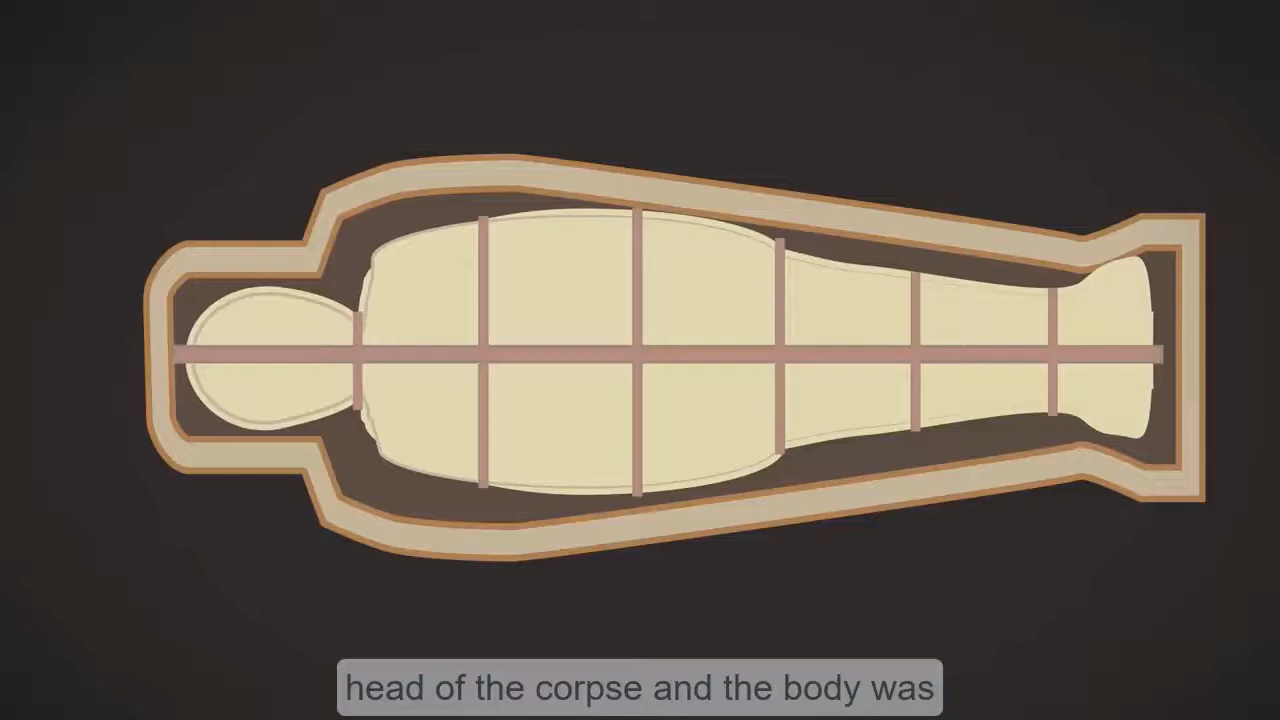 head of the corpse and the body was